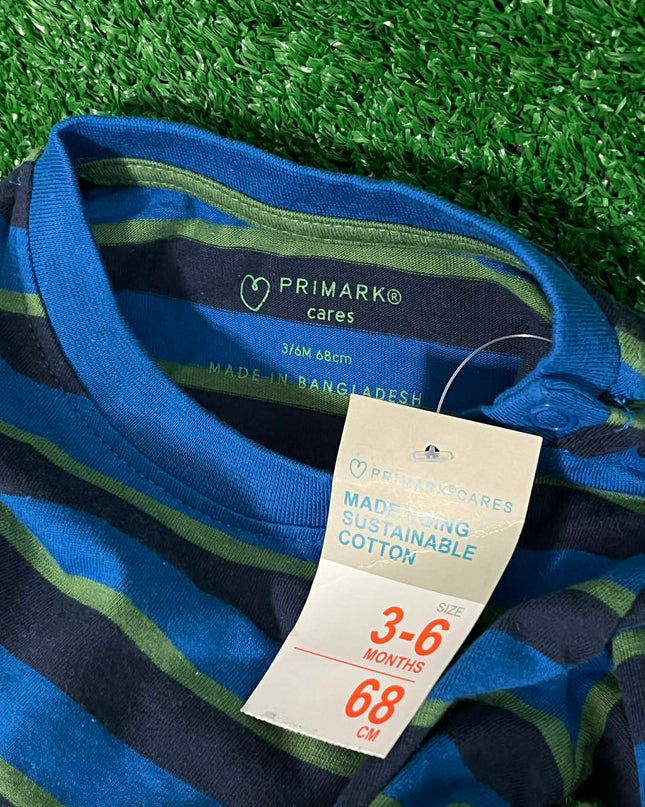 PRIMARK®
cares
3/6M 68cm
MADE IN BANGLADESH
PRIMARK®CARES
MADE USING
SUSTAINABLE
COTTON
SIZE
3-6
MONTHS
68
CM